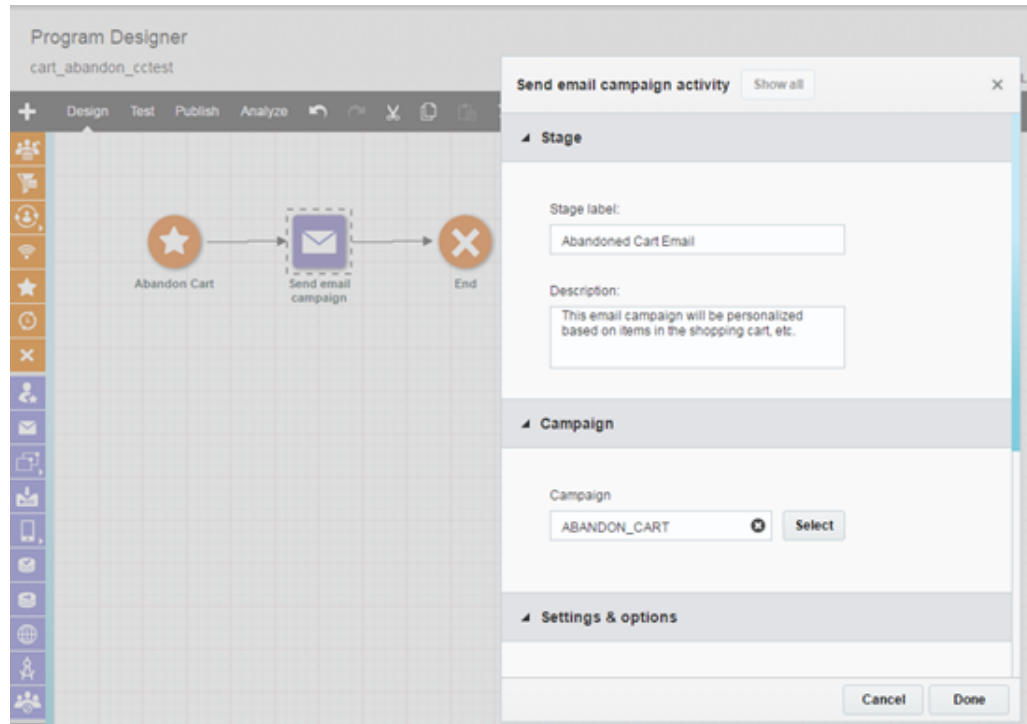 Program Designer
cart_abandon_cctest
Design Test Publish Analyze
Abandon Cart
Send email
campaign
End
Send email campaign activity Show all
Stage
Stage label:
Abandoned Cart Email
Description:
This email campaign will be personalized
based on items in the shopping cart, etc.
Campaign
Campaign
ABANDON_CART Select
Settings & options
Cancel Done